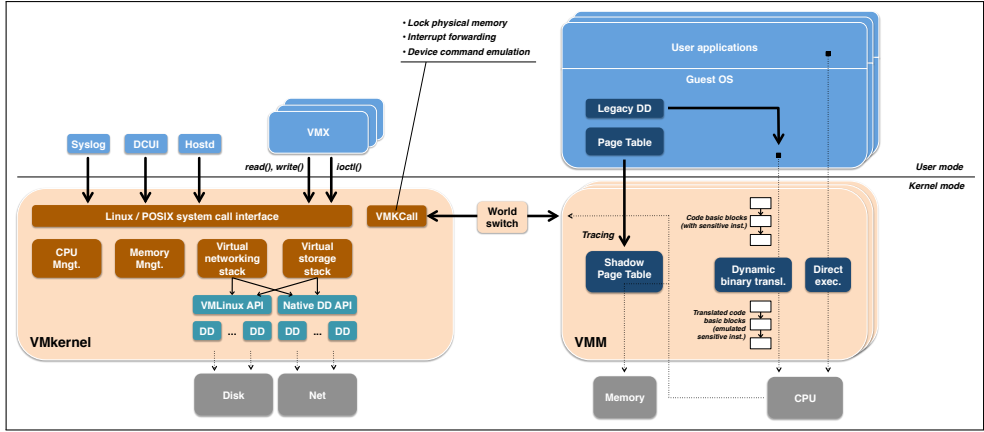 • Lock physical memory
• Interrupt forwarding
• Device command emulation
User applications
Guest OS
Legacy DD
Page Table
Syslog
DCUI
Hostd
VMX
read(), write()
ioctl()
User mode
Kernel mode
Linux / POSIX system call interface
VMKCall
World
switch
CPU
Mngt.
Memory
Mngt.
Virtual
networking
stack
Virtual
storage
stack
VMLinux API
Native DD API
DD
...
DD
DD
...
DD
VMkernel
Disk
Net
Tracing
Shadow
Page Table
Code basic blocks
(with sensitive inst.)
Dynamic
binary transl.
Direct
exec.
Translated code
basic blocks
(emulated
sensitive inst.)
VMM
Memory
CPU